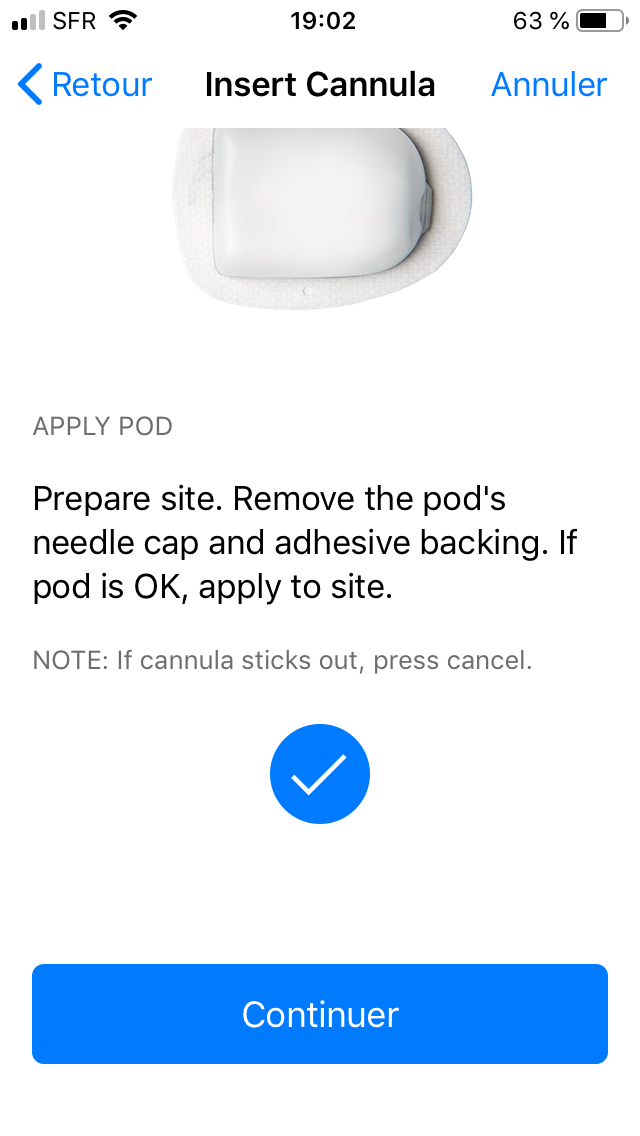 SFR 19:02 63 %
Retour Insert Cannula Annuler
APPLY POD
Prepare site. Remove the pod's
needle cap and adhesive backing. If
pod is OK, apply to site.
NOTE: If cannula sticks out, press cancel.
Continuer